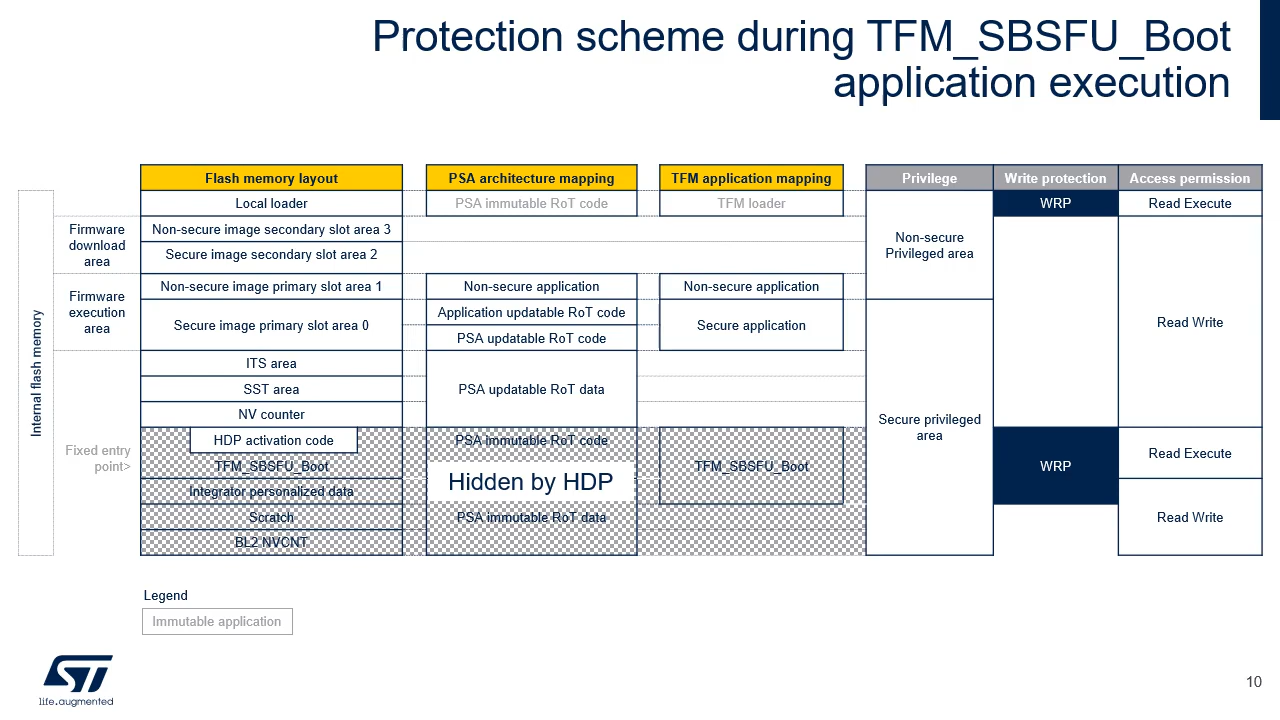 Protection scheme during TFM_SBSFU_Boot
application execution
Flash memory layout
PSA architecture mapping
TFM application mapping
Privilege
Write protection
Access permission
Local loader
PSA immutable RoT code
TFM loader
WRP
Read Execute
Internal flash memory
Firmware
download
area
Non-secure image secondary slot area 3
Secure image secondary slot area 2
Non-secure
Privileged area
Firmware
execution
area
Non-secure image primary slot area 1
Non-secure application
Non-secure application
Secure image primary slot area 0
Application updatable RoT code
PSA updatable RoT code
Secure application
Read Write
ITS area
SST area
NV counter
PSA updatable RoT data
Secure privileged
area
Fixed entry
point>
HDP activation code
TFM_SBSFU_Boot
PSA immutable RoT code
TFM_SBSFU_Boot
WRP
Read Execute
Hidden by HDP
Integrator personalized data
Scratch
BL2 NVCNT
PSA immutable RoT data
Read Write
Legend
Immutable application
ST
life.augmented
10